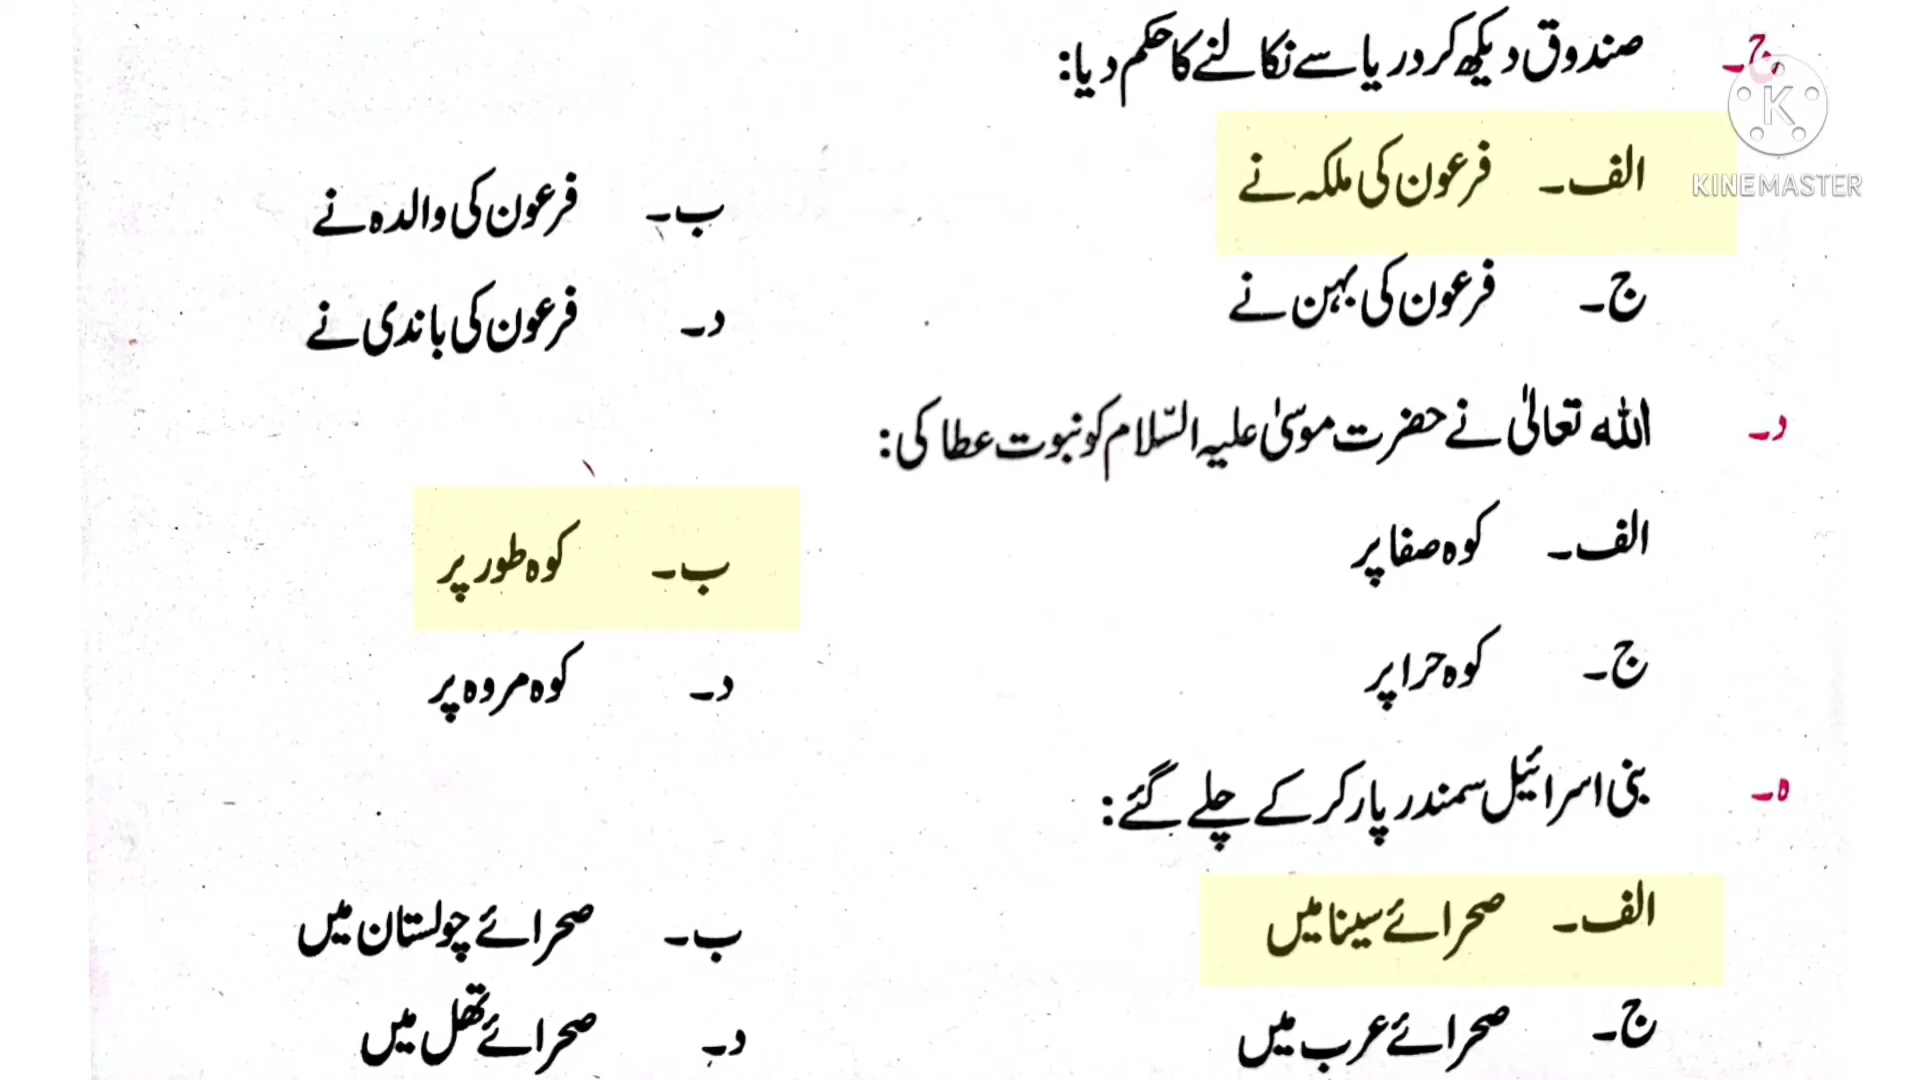 ج۔ صندوق دیکھ کر دریا سے نکالنے کا حکم دیا:
KINEMASTER
الف۔ فرعون کی ملکہ نے ب۔ فرعون کی والدہ نے
ج۔ فرعون کی بہن نے د۔ فرعون کی باندی نے
د۔ اللہ تعالیٰ نے حضرت موسیٰ علیہ السّلام کو نبوت عطا کی:
الف۔ کوہ صفا پر ب۔ کوہ طور پر
ج۔ کوہ حرا پر د۔ کوہ مروہ پر
ہ۔ بنی اسرائیل سمندر پار کر کے چلے گئے:
الف۔ صحرائے سینا میں ب۔ صحرائے چولستان میں
ج۔ صحرائے عرب میں د۔ صحرائے تھل میں